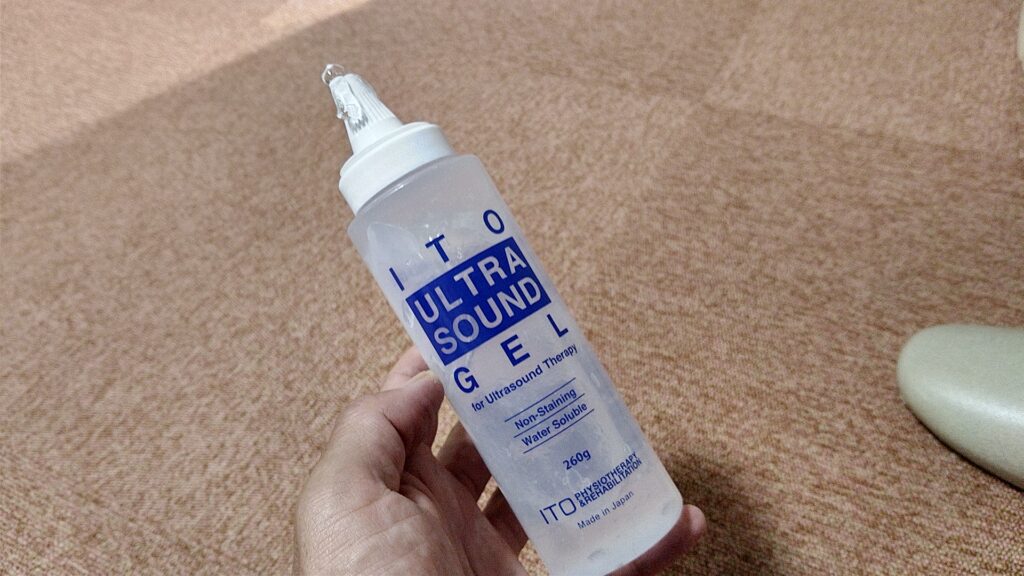 ITO
ULTRA
SOUND
GEL
for Ultrasound Therapy
Non-Staining
Water Soluble
260g
ITO PHYSIOTHERAPY
& REHABILITATION
Made in Japan